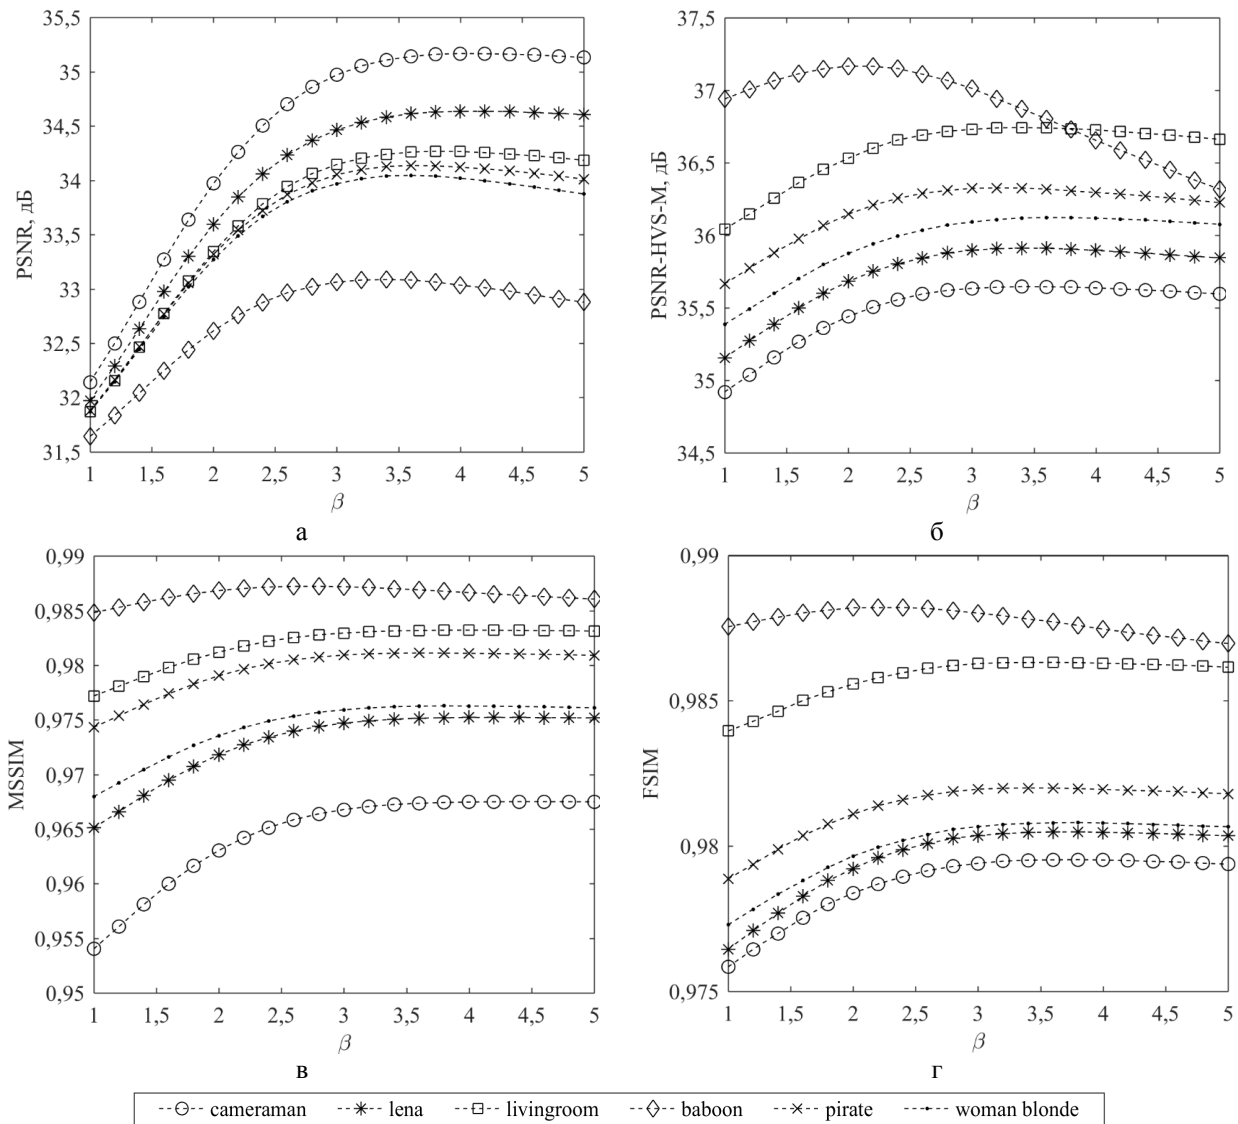 35,5
35
34,5
34
33,5
33
32,5
32
31,5
PSNR, дБ
1 1,5 2 2,5 3 3,5 4 4,5 5
β
а
37,5
37
36,5
36
35,5
35
34,5
PSNR-HVS-M, дБ
1 1,5 2 2,5 3 3,5 4 4,5 5
β
б
0,99
0,985
0,98
0,975
0,97
0,965
0,96
0,955
0,95
MSSIM
1 1,5 2 2,5 3 3,5 4 4,5 5
β
в
0,99
0,985
0,98
0,975
FSIM
1 1,5 2 2,5 3 3,5 4 4,5 5
β
г
cameraman lena livingroom baboon pirate woman blonde